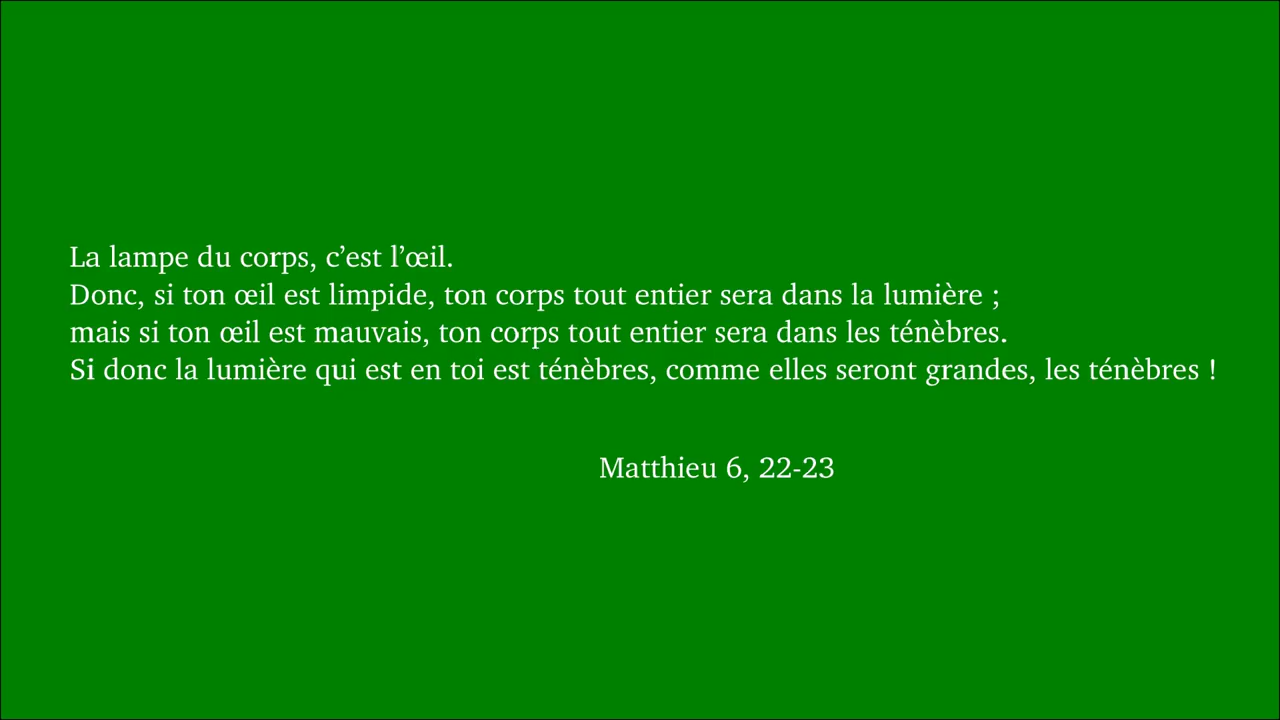 La lampe du corps, c’est l’œil.
Donc, si ton œil est limpide, ton corps tout entier sera dans la lumière ;
mais si ton œil est mauvais, ton corps tout entier sera dans les ténèbres.
Si donc la lumière qui est en toi est ténèbres, comme elles seront grandes, les ténèbres !
Matthieu 6, 22-23